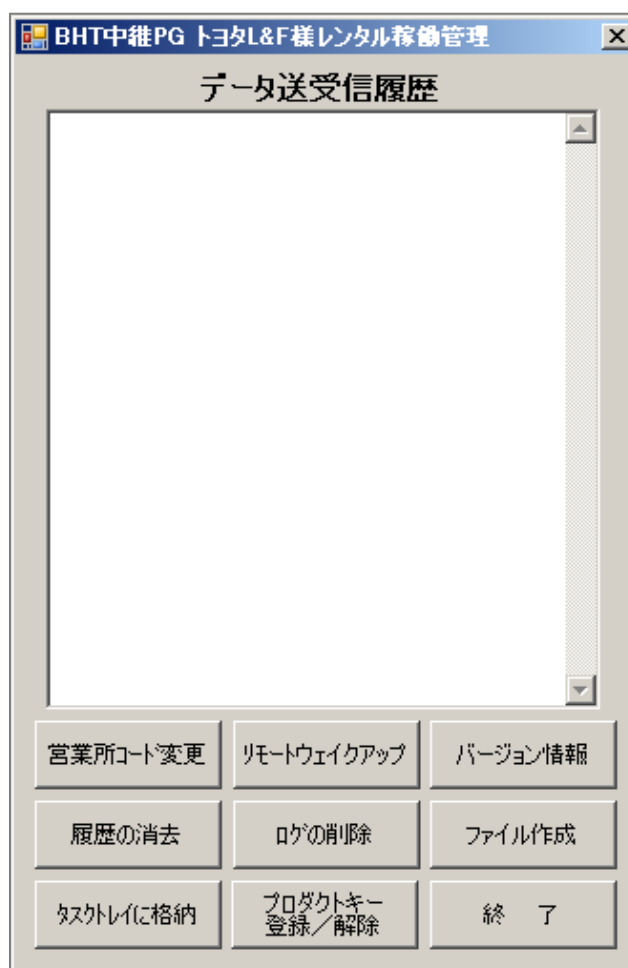 BHT中継PG トヨタL&F様レンタル稼働管理
データ送受信履歴
営業所ｺｰﾄﾞ変更
ﾘﾓｰﾄウェイクアップ
バージョン情報
履歴の消去
ﾛｸﾞの削除
ファイル作成
ﾀｽｸﾄﾚｲに格納
プロダクトキー
登録／解除
終　了